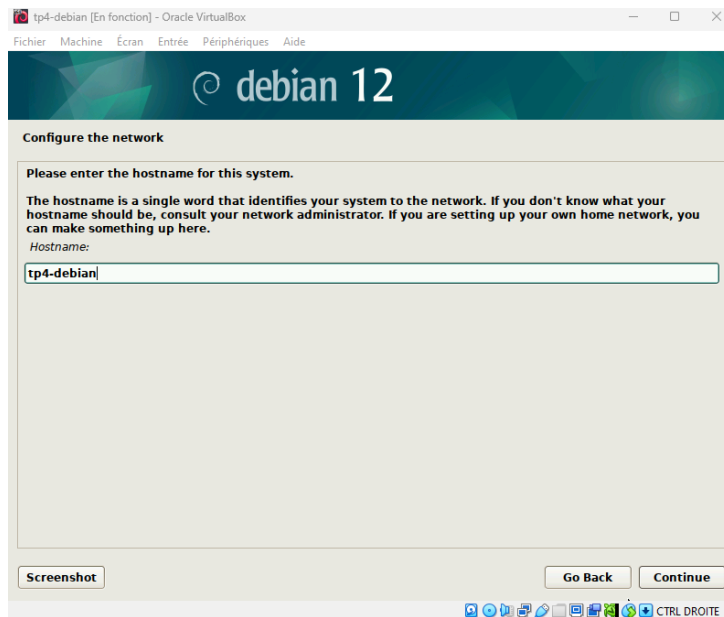 tp4-debian [En fonction] - Oracle VirtualBox
Fichier Machine Écran Entrée Périphériques Aide
debian 12
Configure the network
Please enter the hostname for this system.
The hostname is a single word that identifies your system to the network. If you don't know what your
hostname should be, consult your network administrator. If you are setting up your own home network, you
can make something up here.
Hostname:
tp4-debian
Screenshot Go Back Continue
CTRL DROITE